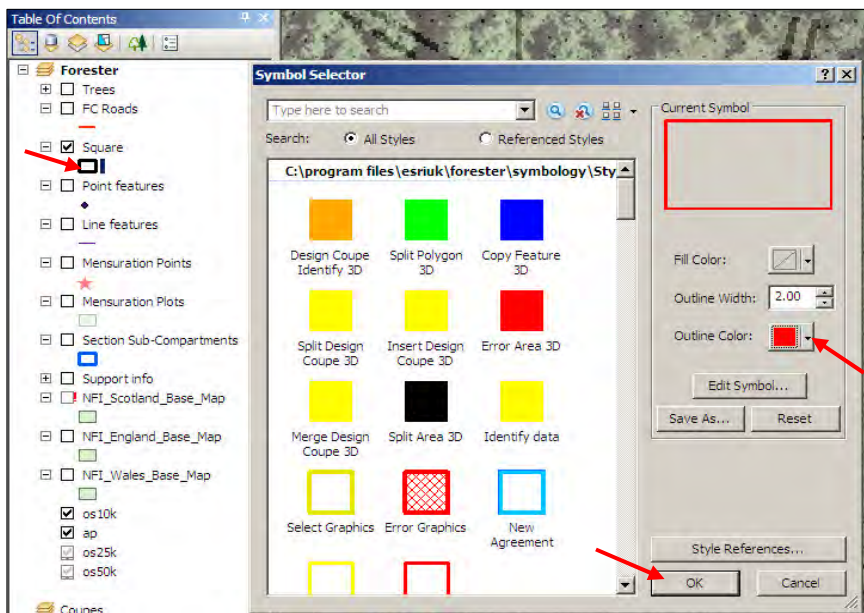 Table Of Contents
Forester
Trees
FC Roads
Square
Point features
Line features
Mensuration Points
Mensuration Plots
Section Sub-Compartments
Support info
NFI_Scotland_Base_Map
NFI_England_Base_Map
NFI_Wales_Base_Map
os10k
ap
os25k
os50k
Coupes
Symbol Selector
Type here to search
Search: All Styles Referenced Styles
C:\program files\esriuk\forester\symbology\Sty
Design Coupe Identify 3D
Split Polygon 3D
Copy Feature 3D
Split Design Coupe 3D
Insert Design Coupe 3D
Error Area 3D
Merge Design Coupe 3D
Split Area 3D
Identify data
Select Graphics
Error Graphics
New Agreement
Current Symbol
Fill Color:
Outline Width: 2.00
Outline Color:
Edit Symbol...
Save As... Reset
Style References...
OK Cancel